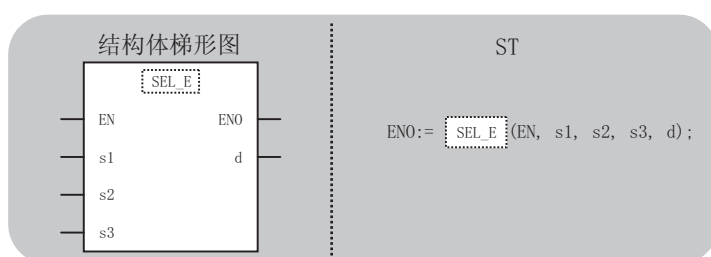 结构体梯形图
SEL_E
EN ENO
s1 d
s2
s3
ST
ENO:= SEL_E (EN, s1, s2, s3, d);